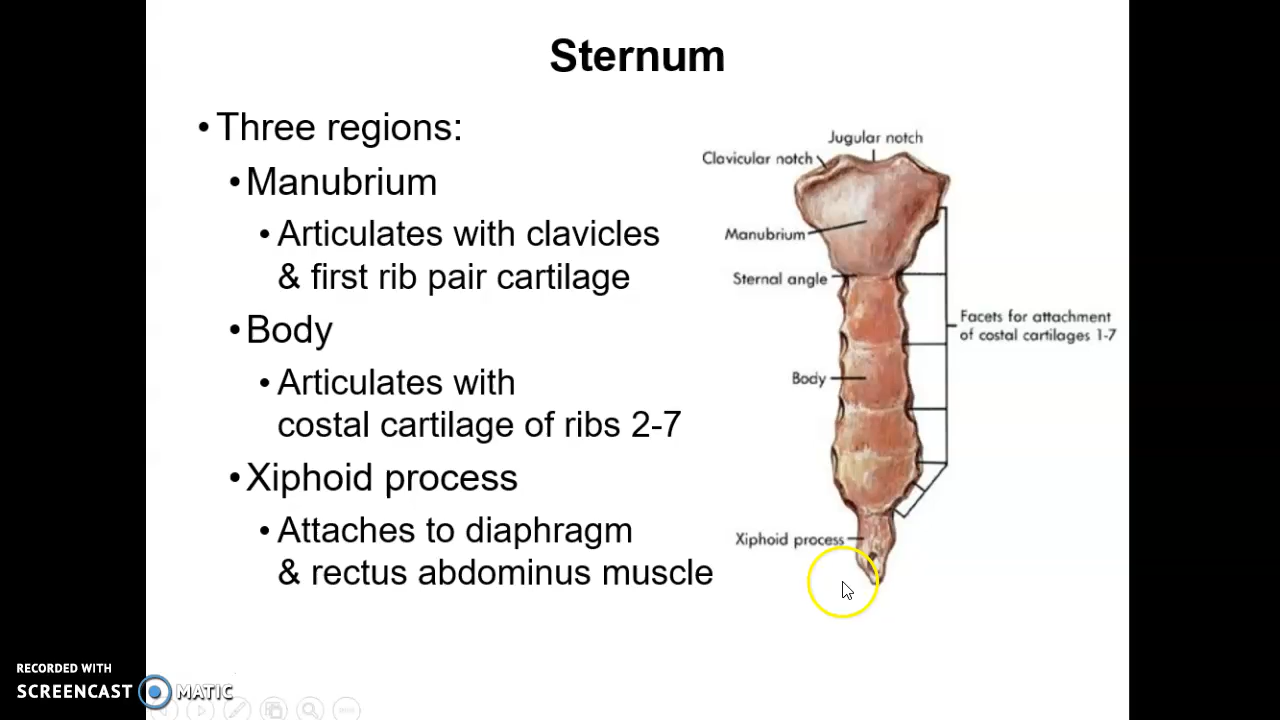 Sternum
• Three regions:
• Manubrium
• Articulates with clavicles
& first rib pair cartilage
• Body
• Articulates with
costal cartilage of ribs 2-7
• Xiphoid process
• Attaches to diaphragm
& rectus abdominus muscle
Jugular notch
Clavicular notch
Manubrium
Sternal angle
Facets for attachment
of costal cartilages 1-7
Body
Xiphoid process
RECORDED WITH
SCREENCAST MATIC